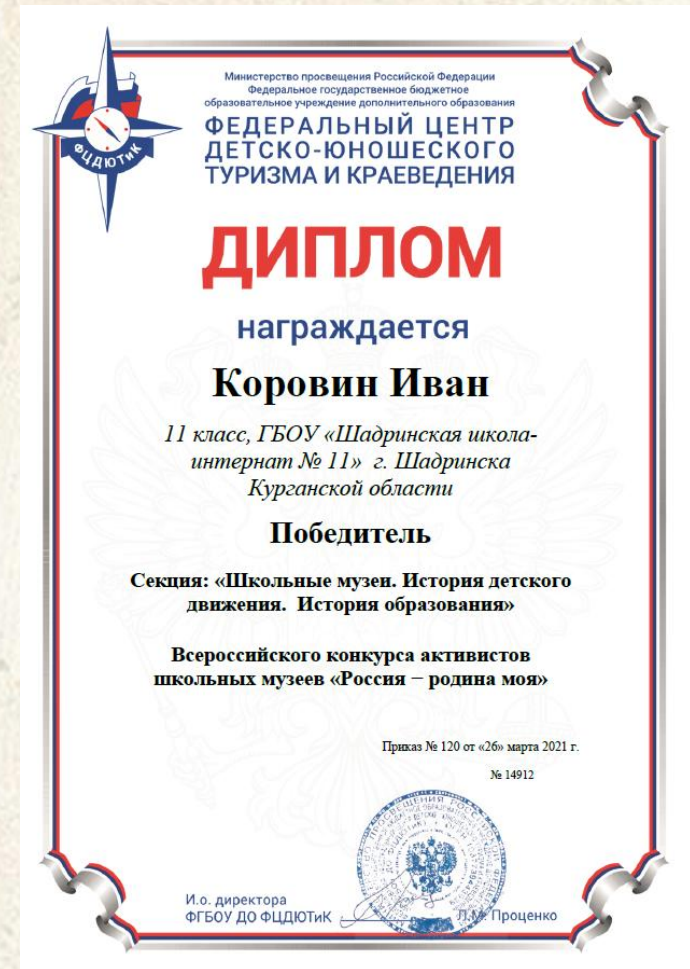 Министерство просвещения Российской Федерации
Федеральное государственное бюджетное
образовательное учреждение дополнительного образования
ФЕДЕРАЛЬНЫЙ ЦЕНТР
ДЕТСКО-ЮНОШЕСКОГО
ТУРИЗМА И КРАЕВЕДЕНИЯ
ФЦДЮТиК
ДИПЛОМ
награждается
Коровин Иван
11 класс, ГБОУ «Шадринская школа-
интернат № 11» г. Шадринска
Курганской области
Победитель
Секция: «Школьные музеи. История детского
движения. История образования»
Всероссийского конкурса активистов
школьных музеев «Россия – родина моя»
Приказ № 120 от «26» марта 2021 г.
№ 14912
И.о. директора
ФГБОУ ДО ФЦДЮТиК
Л.М. Проценко